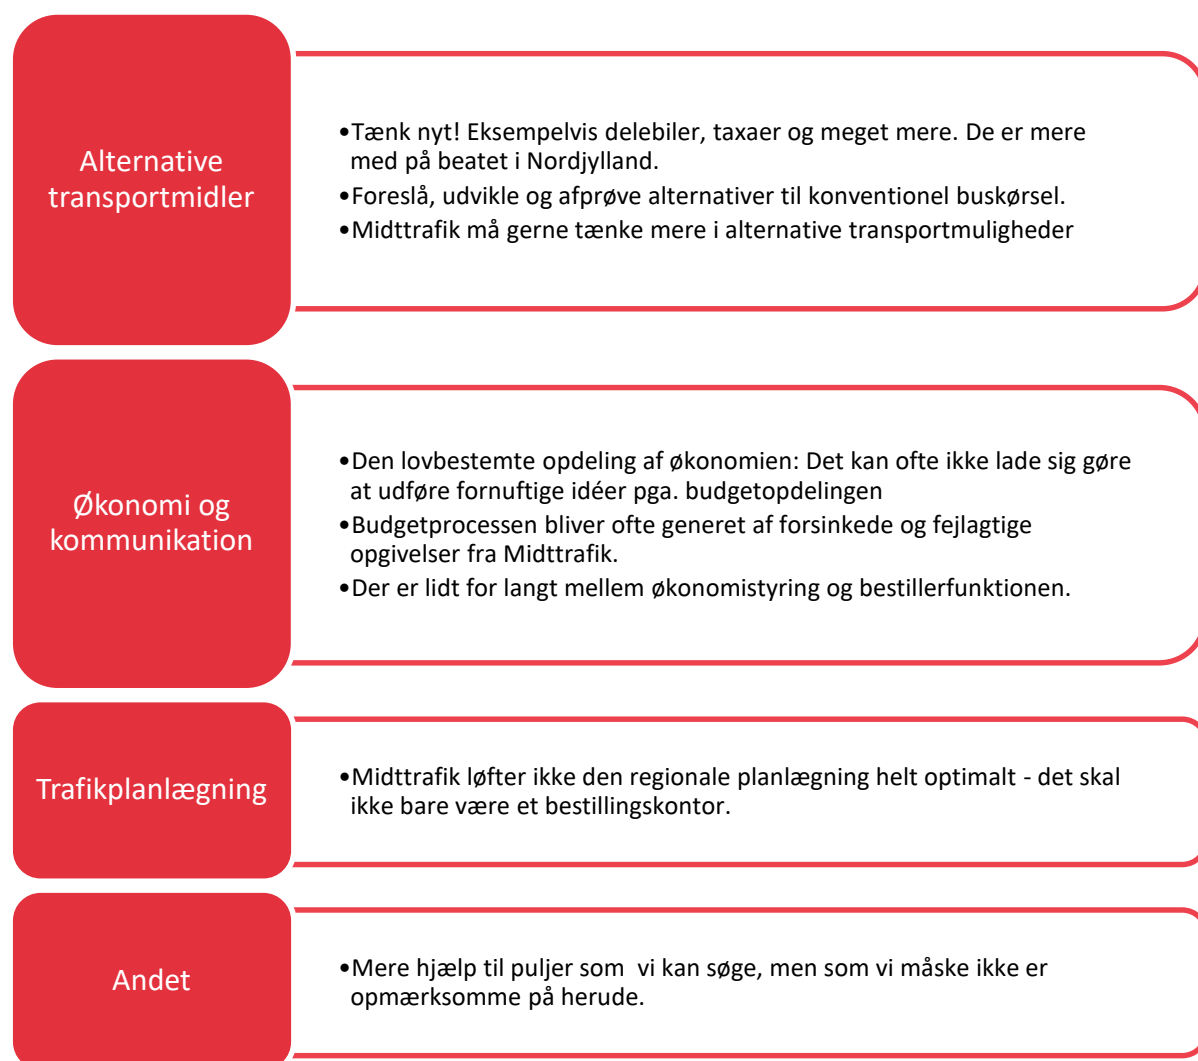 Alternative
transportmidler
•Tænk nyt! Eksempelvis delebiler, taxaer og meget mere. De er mere
med på beatet i Nordjylland.
•Foreslå, udvikle og afprøve alternativer til konventionel buskørsel.
•Midttrafik må gerne tænke mere i alternative transportmuligheder
Økonomi og
kommunikation
•Den lovbestemte opdeling af økonomien: Det kan ofte ikke lade sig gøre
at udføre fornuftige idéer pga. budgetopdelingen
•Budgetprocessen bliver ofte generet af forsinkede og fejlagtige
opgivelser fra Midttrafik.
•Der er lidt for langt mellem økonomistyring og bestillerfunktionen.
Trafikplanlægning
•Midttrafik løfter ikke den regionale planlægning helt optimalt - det skal
ikke bare være et bestillingskontor.
Andet
•Mere hjælp til puljer som  vi kan søge, men som vi måske ikke er
opmærksomme på herude.